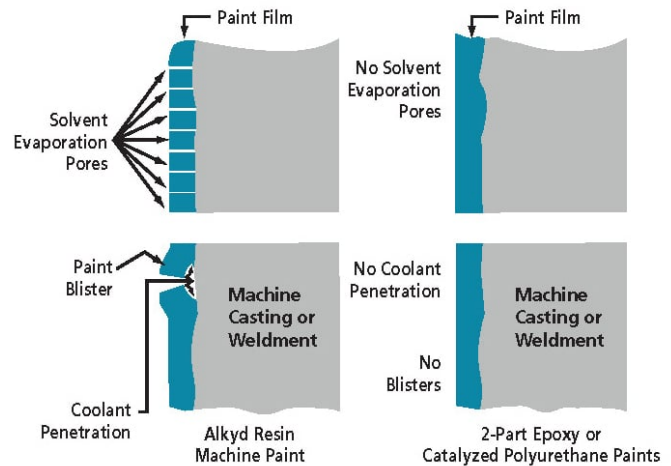 Paint Film
Solvent
Evaporation
Pores
Paint Film
No Solvent
Evaporation
Pores
Paint
Blister
Coolant
Penetration
Machine
Casting or
Weldment
Alkyd Resin
Machine Paint
No Coolant
Penetration
No
Blisters
Machine
Casting or
Weldment
2-Part Epoxy or
Catalyzed Polyurethane Paints